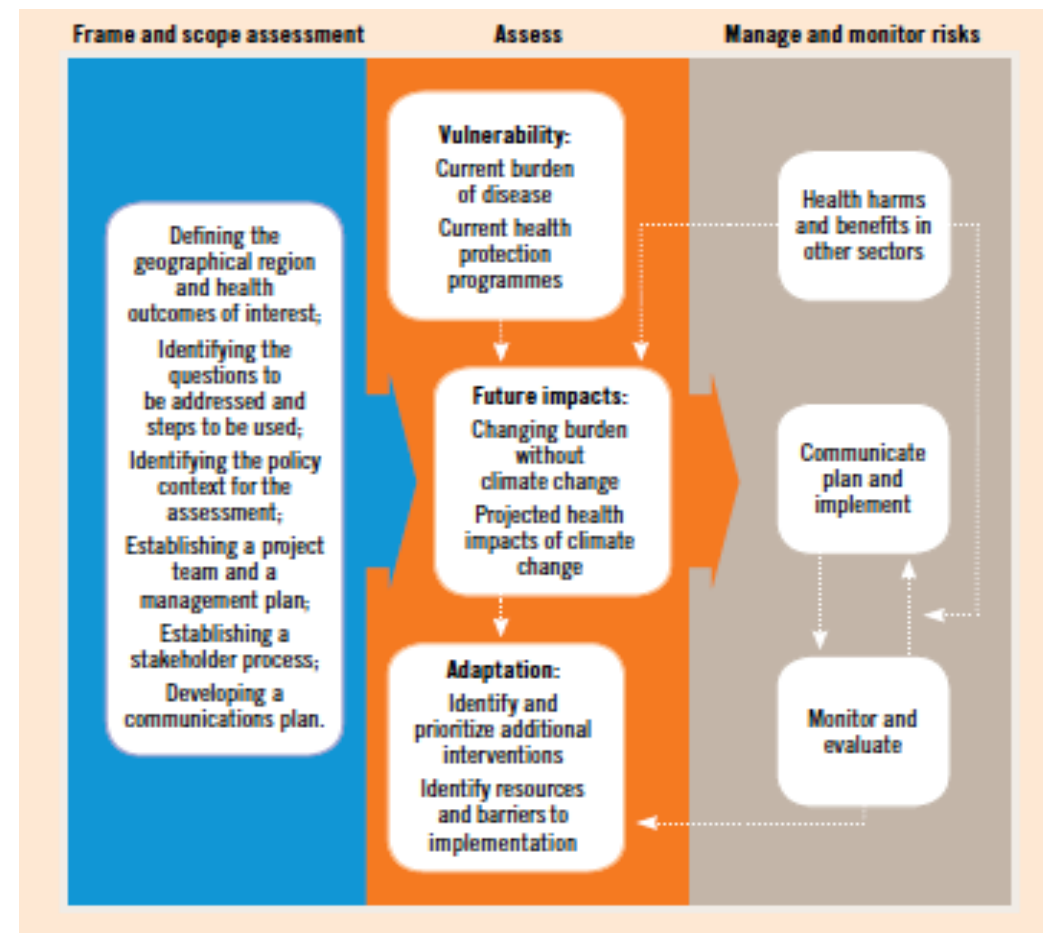 Frame and scope assessment
Assess
Manage and monitor risks
Defining the
geographical region
and health
outcomes of interest;
Identifying the
questions to
be addressed and
steps to be used;
Identifying the policy
context for the
assessment;
Establishing a project
team and a
management plan;
Establishing a
stakeholder process;
Developing a
communications plan.
Vulnerability:
Current burden
of disease
Current health
protection
programmes
Future impacts:
Changing burden
without
climate change
Projected health
impacts of climate
change
Adaptation:
Identify and
prioritize additional
interventions
Identify resources
and barriers to
implementation
Health harms
and benefits in
other sectors
Communicate
plan and
implement
Monitor and
evaluate